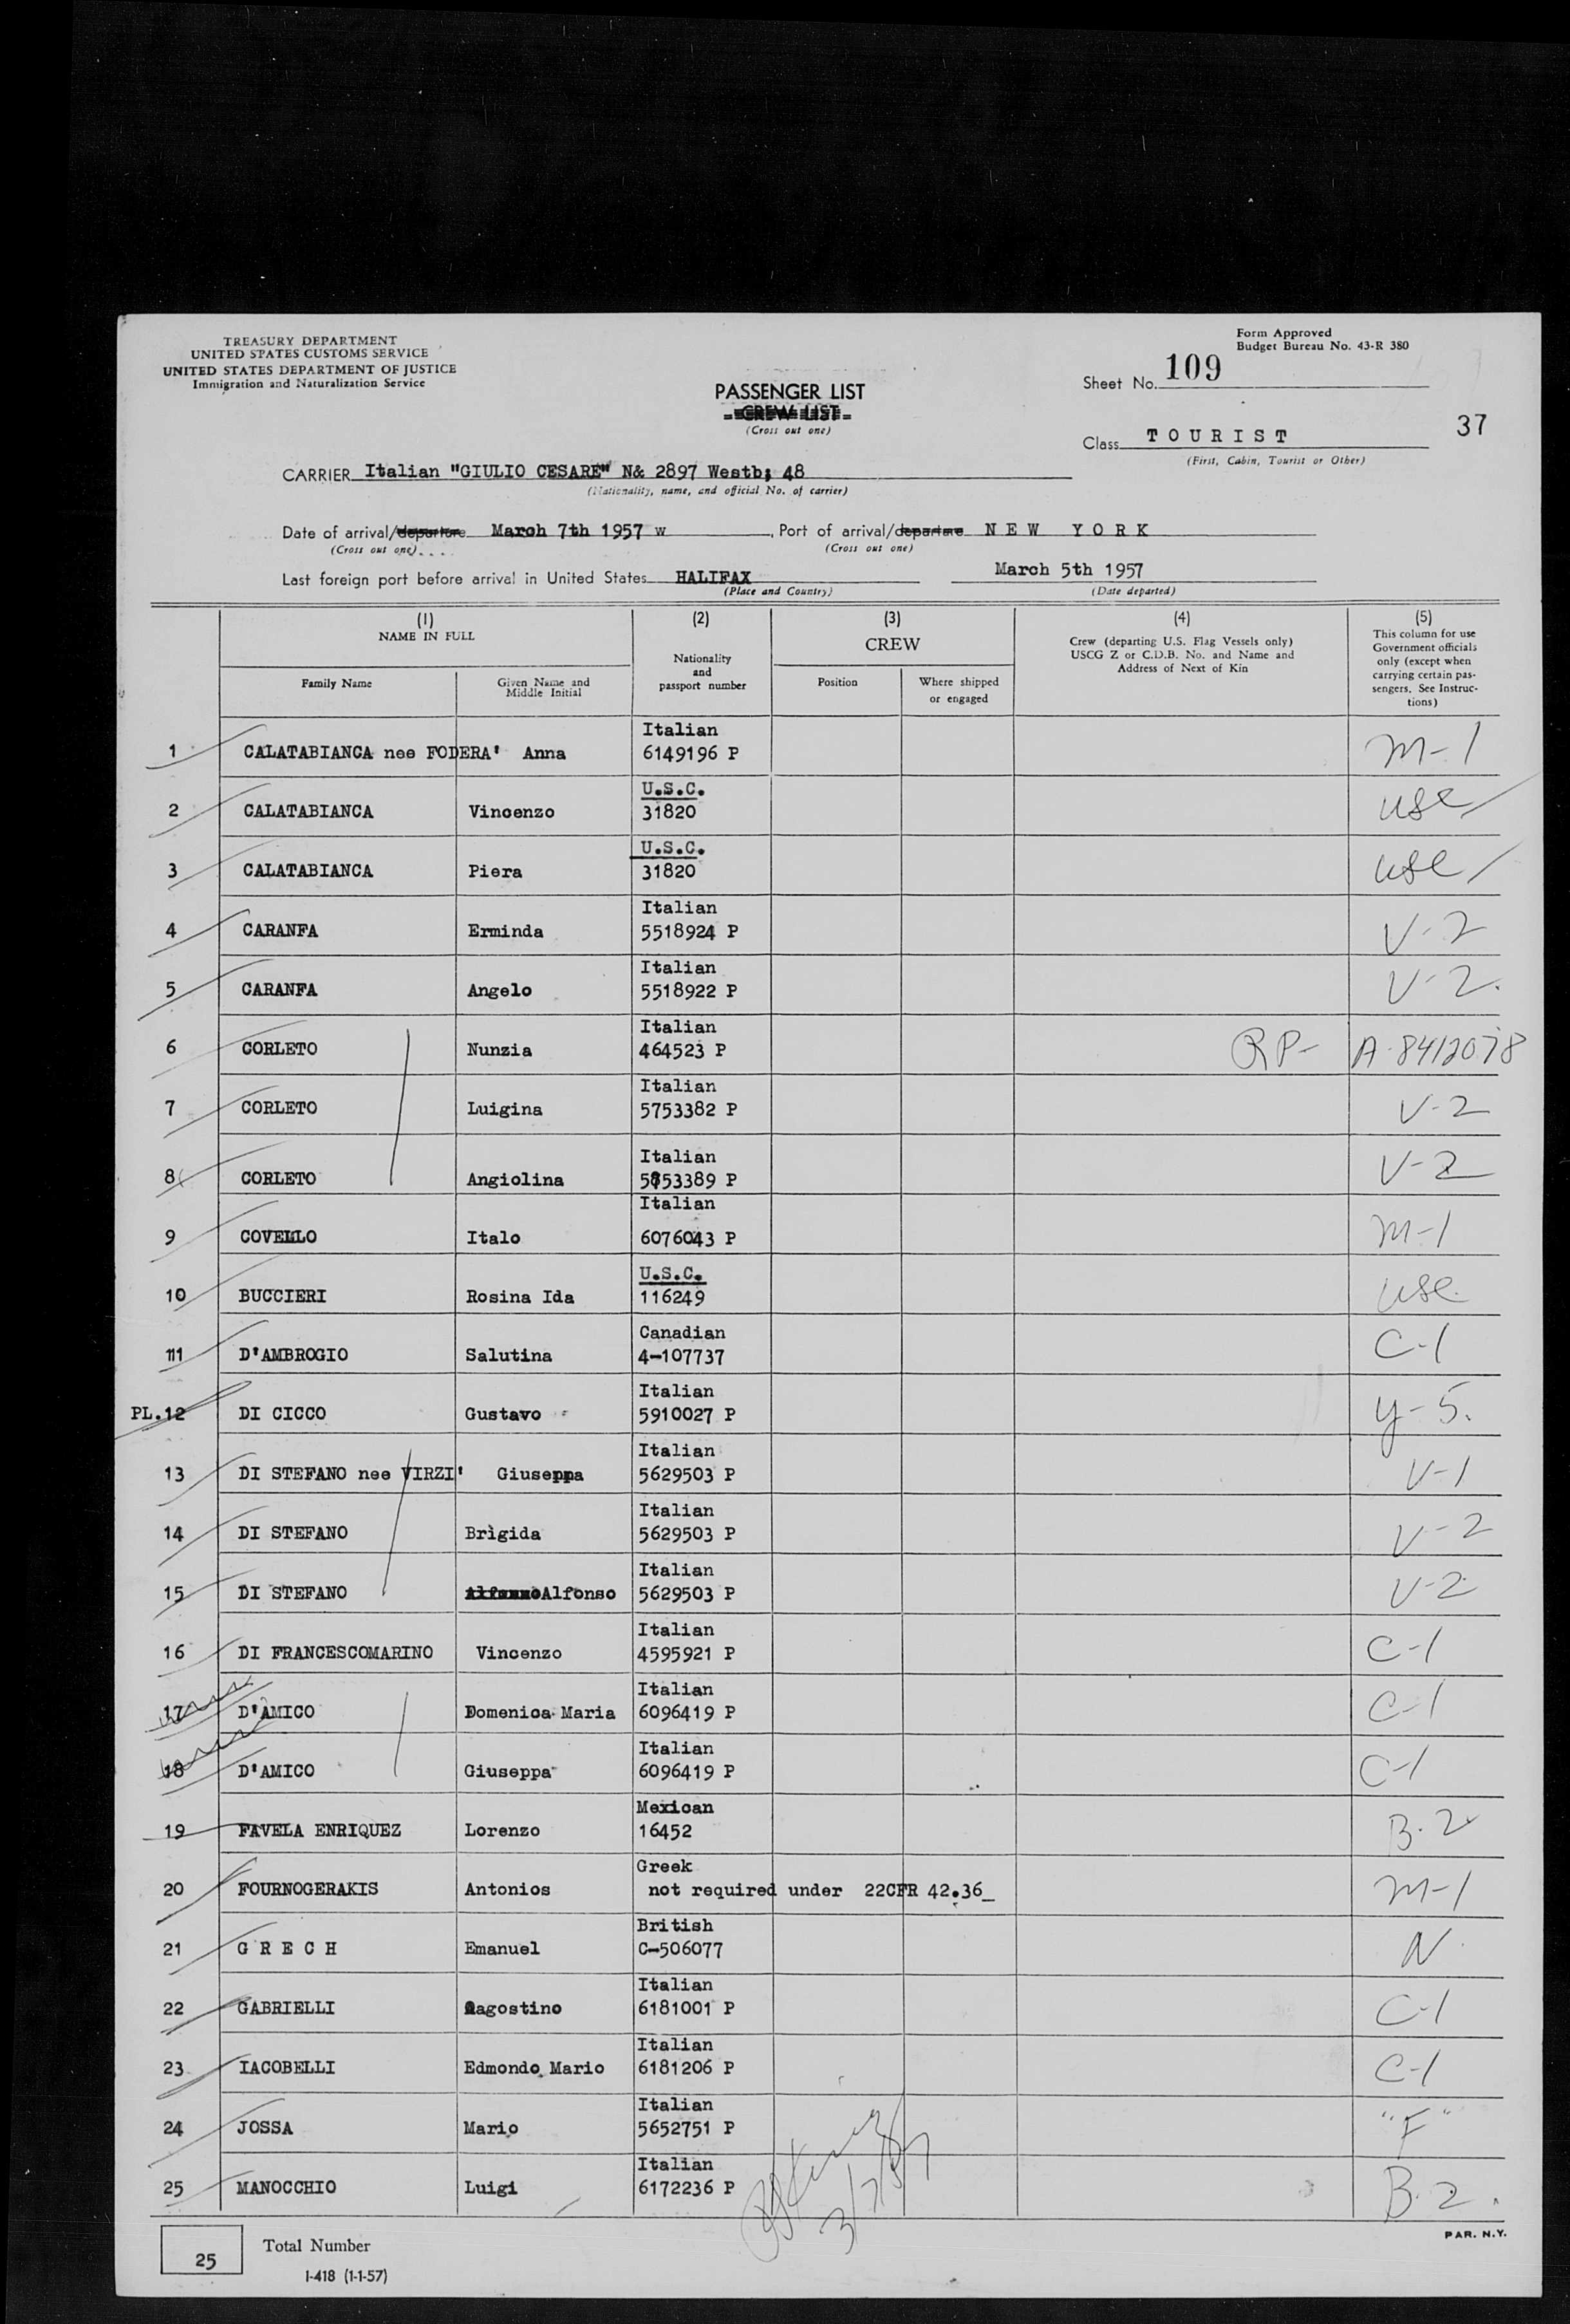 TREASURY DEPARTMENT
UNITED STATES CUSTOMS SERVICE
UNITED STATES DEPARTMENT OF JUSTICE
Immigration and Naturalization Service
Form Approved
Budget Bureau No. 43-R 380
PASSENGER LIST
CREW LIST
(Cross out one)
Sheet No. 109
37
Class TOURIST
(First, Cabin, Tourist or Other)
CARRIER Italian "GIULIO CESARE" N& 2897 Westb; 48
(Nationality, name, and official No. of carrier)
Date of arrival/departure March 7th 1957 w, Port of arrival/departure NEW YORK
(Cross out one) (Cross out one)
Last foreign port before arrival in United States HALIFAX March 5th 1957
(Place and Country) (Date departed)
(1) (2) (3) (4) (5)
NAME IN FULL
Family Name
Given Name and Middle Initial
Nationality and passport number
CREW
Position
Where shipped or engaged
Crew (departing U.S. Flag Vessels only) USCG Z or C.D.B. No. and Name and Address of Next of Kin
This column for use Government officials only (except when carrying certain passengers. See Instructions)
Italian
1 CALATABIANCA nee FODERA' Anna 6149196 P M-1
U.S.C.
2 CALATABIANCA Vincenzo 31820 USC
U.S.C.
3 CALATABIANCA Piera 31820 USC
Italian
4 CARANFA Erminda 5518924 P V-2
Italian
5 CARANFA Angelo 5518922 P V-2.
Italian
6 CORLETO Nunzia 464523 P RP- A-8412078
Italian
7 CORLETO Luigina 5753382 P V-2
Italian
8 CORLETO Angiolina 5853389 P V-2
Italian
9 COVELLO Italo 6076043 P M-1
U.S.C.
10 BUCCIERI Rosina Ida 116249 USC
Canadian
11 D'AMBROGIO Salutina 4-107737 C-1
Italian
PL.12 DI CICCO Gustavo 5910027 P Y-5.
Italian
13 DI STEFANO nee VIRZI' Giuseppa 5629503 P V-1
Italian
14 DI STEFANO Brìgida 5629503 P V-2
Italian
15 DI STEFANO Alfonso 5629503 P V-2
Italian
16 DI FRANCESCOMARINO Vincenzo 4595921 P C-1
Italian
17 D'AMICO Domenica Maria 6096419 P C-1
Italian
18 D'AMICO Giuseppa 6096419 P C-1
Mexican
19 FAVELA ENRIQUEZ Lorenzo 16452 B-2
Greek
20 FOURNOGERAKIS Antonios not required under 22CFR 42.36_ M-1
British
21 GRECH Emanuel C-506077 N
Italian
22 GABRIELLI Aagostino 6181001 P C-1
Italian
23 IACOBELLI Edmondo Mario 6181206 P C-1
Italian
24 JOSSA Mario 5652751 P "F"
Italian
25 MANOCCHIO Luigi 6172236 P B-2.
3/7/57
PAR. N.Y.
25 Total Number
I-418 (1-1-57)